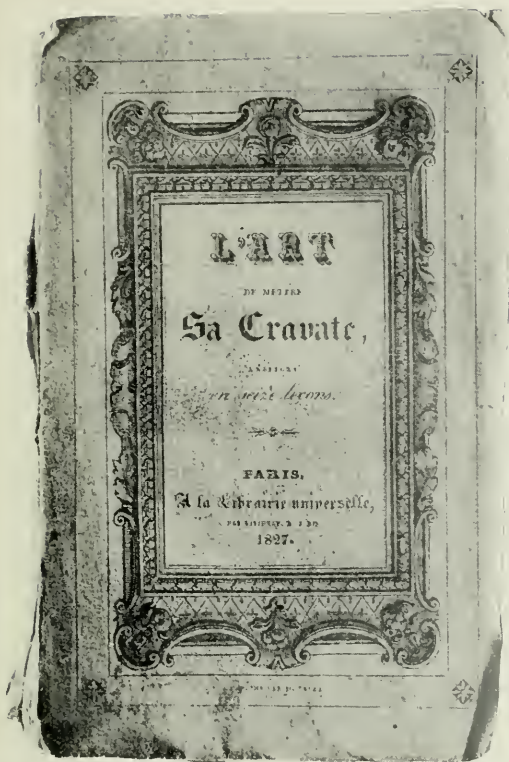 L'ART
DE METTRE
Sa Cravate,
en seize leçons.
PARIS,
A la Librairie universelle,
1827.